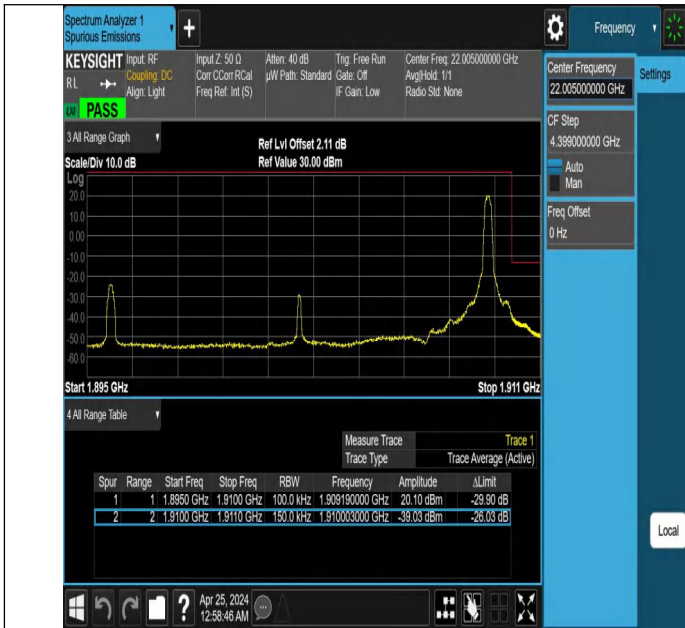 Spectrum Analyzer 1
Spurious Emissions
Frequency
KEYSIGHT
RL
PASS
Input: RF
Coupling: DC
Align: Light
Input Z: 50 Ω
Corr CCorr RCal
Freq Ref: Int (S)
Atten: 40 dB
µW Path: Standard
Trig: Free Run
Gate: Off
IF Gain: Low
Center Freq: 22.005000000 GHz
Avg|Hold: 1/1
Radio Std: None
Center Frequency
22.005000000 GHz
Settings
CF Step
4.399000000 GHz
Auto
Man
Freq Offset
0 Hz
Local
3 All Range Graph
Scale/Div 10.0 dB
Ref Lvl Offset 2.11 dB
Ref Value 30.00 dBm
Log
20.0
10.0
0.00
-10.0
-20.0
-30.0
-40.0
-50.0
-60.0
Start 1.895 GHz
Stop 1.911 GHz
4 All Range Table
Measure Trace Trace 1
Trace Type Trace Average (Active)
Spur Range Start Freq Stop Freq RBW Frequency Amplitude ΔLimit
1 1 1.8950 GHz 1.9100 GHz 100.0 kHz 1.909190000 GHz 20.10 dBm -29.90 dB
2 2 1.9100 GHz 1.9110 GHz 150.0 kHz 1.910003000 GHz -39.03 dBm -26.03 dB
?
Apr 25, 2024
12:58:46 AM